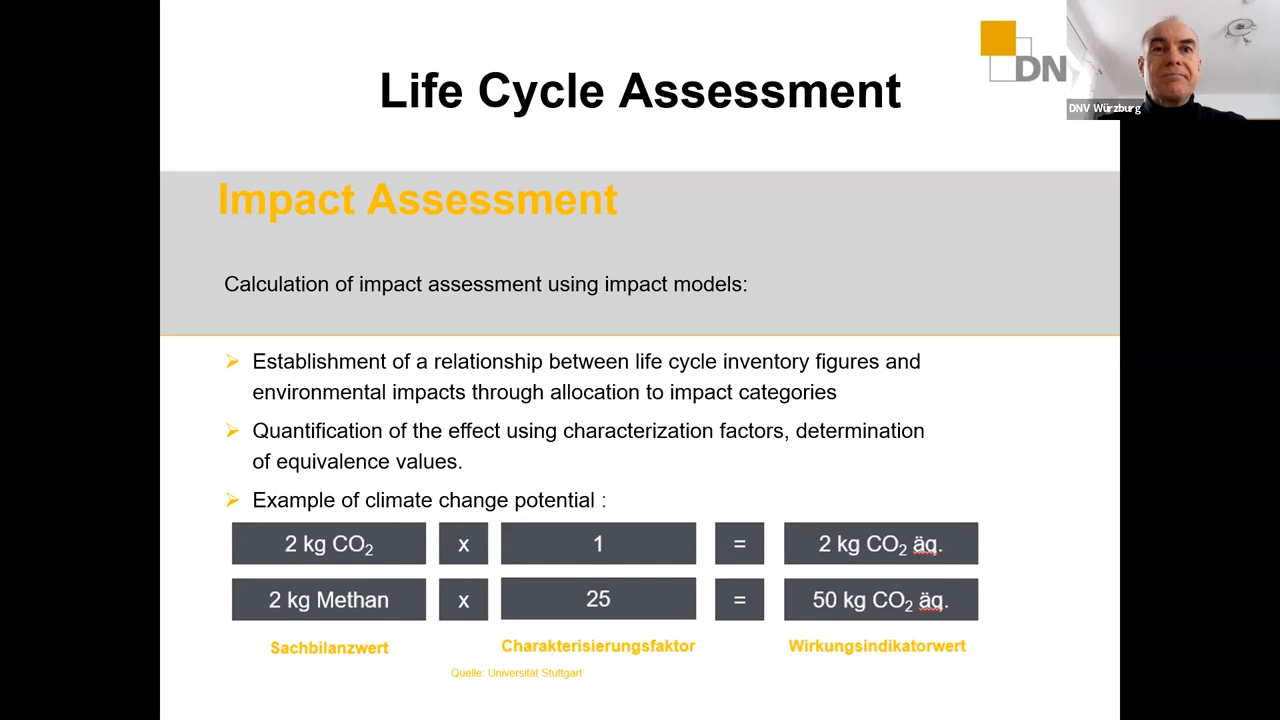 Life Cycle Assessment
DN
DNV Würzburg
Impact Assessment
Calculation of impact assessment using impact models:
Establishment of a relationship between life cycle inventory figures and
environmental impacts through allocation to impact categories
Quantification of the effect using characterization factors, determination
of equivalence values.
Example of climate change potential :
2 kg CO₂ x 1 = 2 kg CO₂ äq.
2 kg Methan x 25 = 50 kg CO₂ äq.
Sachbilanzwert Charakterisierungsfaktor Wirkungsindikatorwert
Quelle: Universität Stuttgart